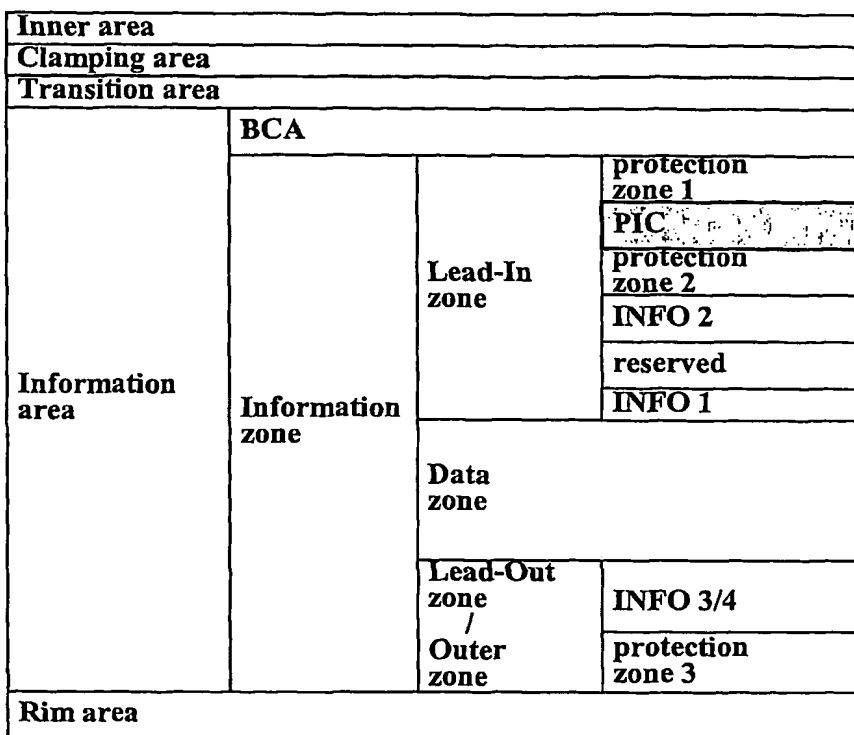 Inner area
Clamping area
Transition area
BCA
protection
zone 1
PIC
protection
zone 2
Lead-In
zone
INFO 2
reserved
INFO 1
Information
area
Information
zone
Data
zone
Lead-Out
zone
/
Outer
zone
INFO 3/4
protection
zone 3
Rim area